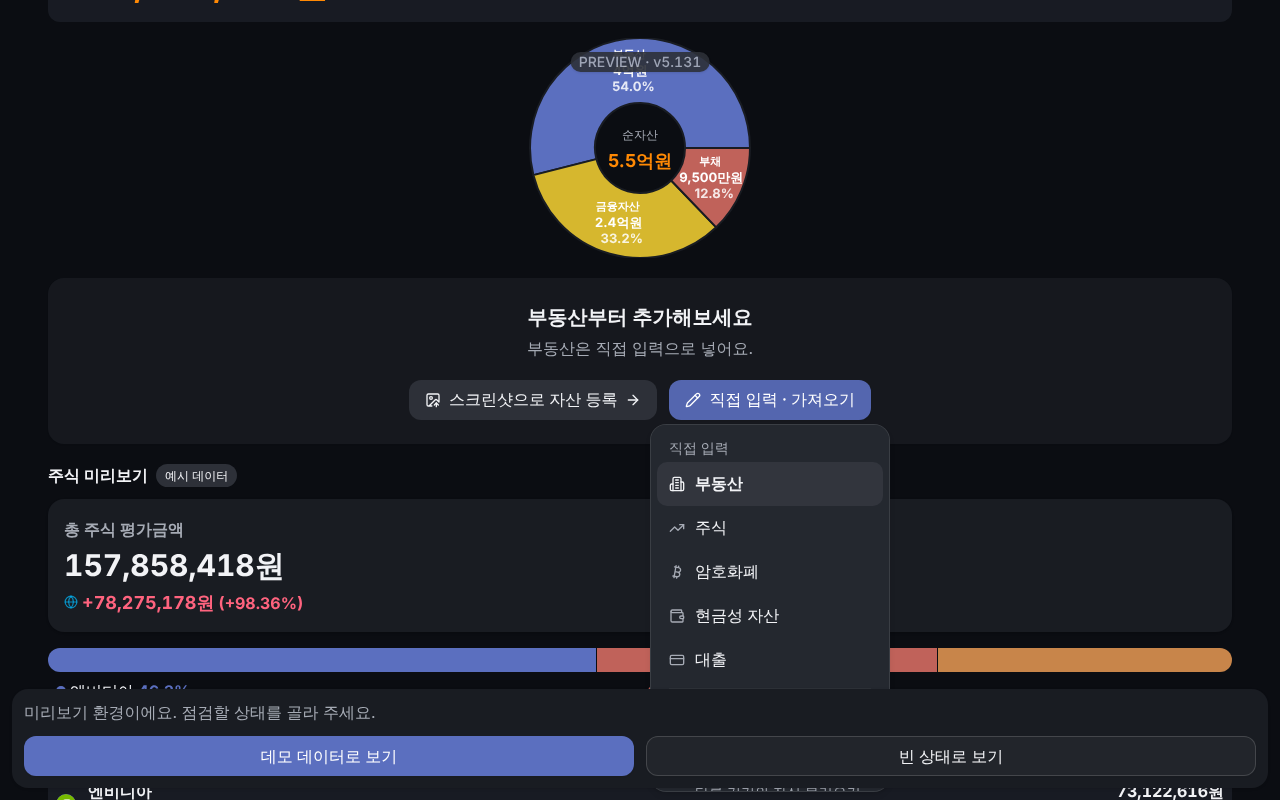 PREVIEW · v5.131
54.0%
순자산
5.5억원
부채
9,500만원
12.8%
금융자산
2.4억원
33.2%
부동산부터 추가해보세요
부동산은 직접 입력으로 넣어요.
스크린샷으로 자산 등록
직접 입력 · 가져오기
직접 입력
부동산
주식
암호화폐
현금성 자산
대출
주식 미리보기
예시 데이터
총 주식 평가금액
157,858,418원
+78,275,178원 (+98.36%)
미리보기 환경이에요. 점검할 상태를 골라 주세요.
데모 데이터로 보기
빈 상태로 보기
엔비디아
73,122,616원